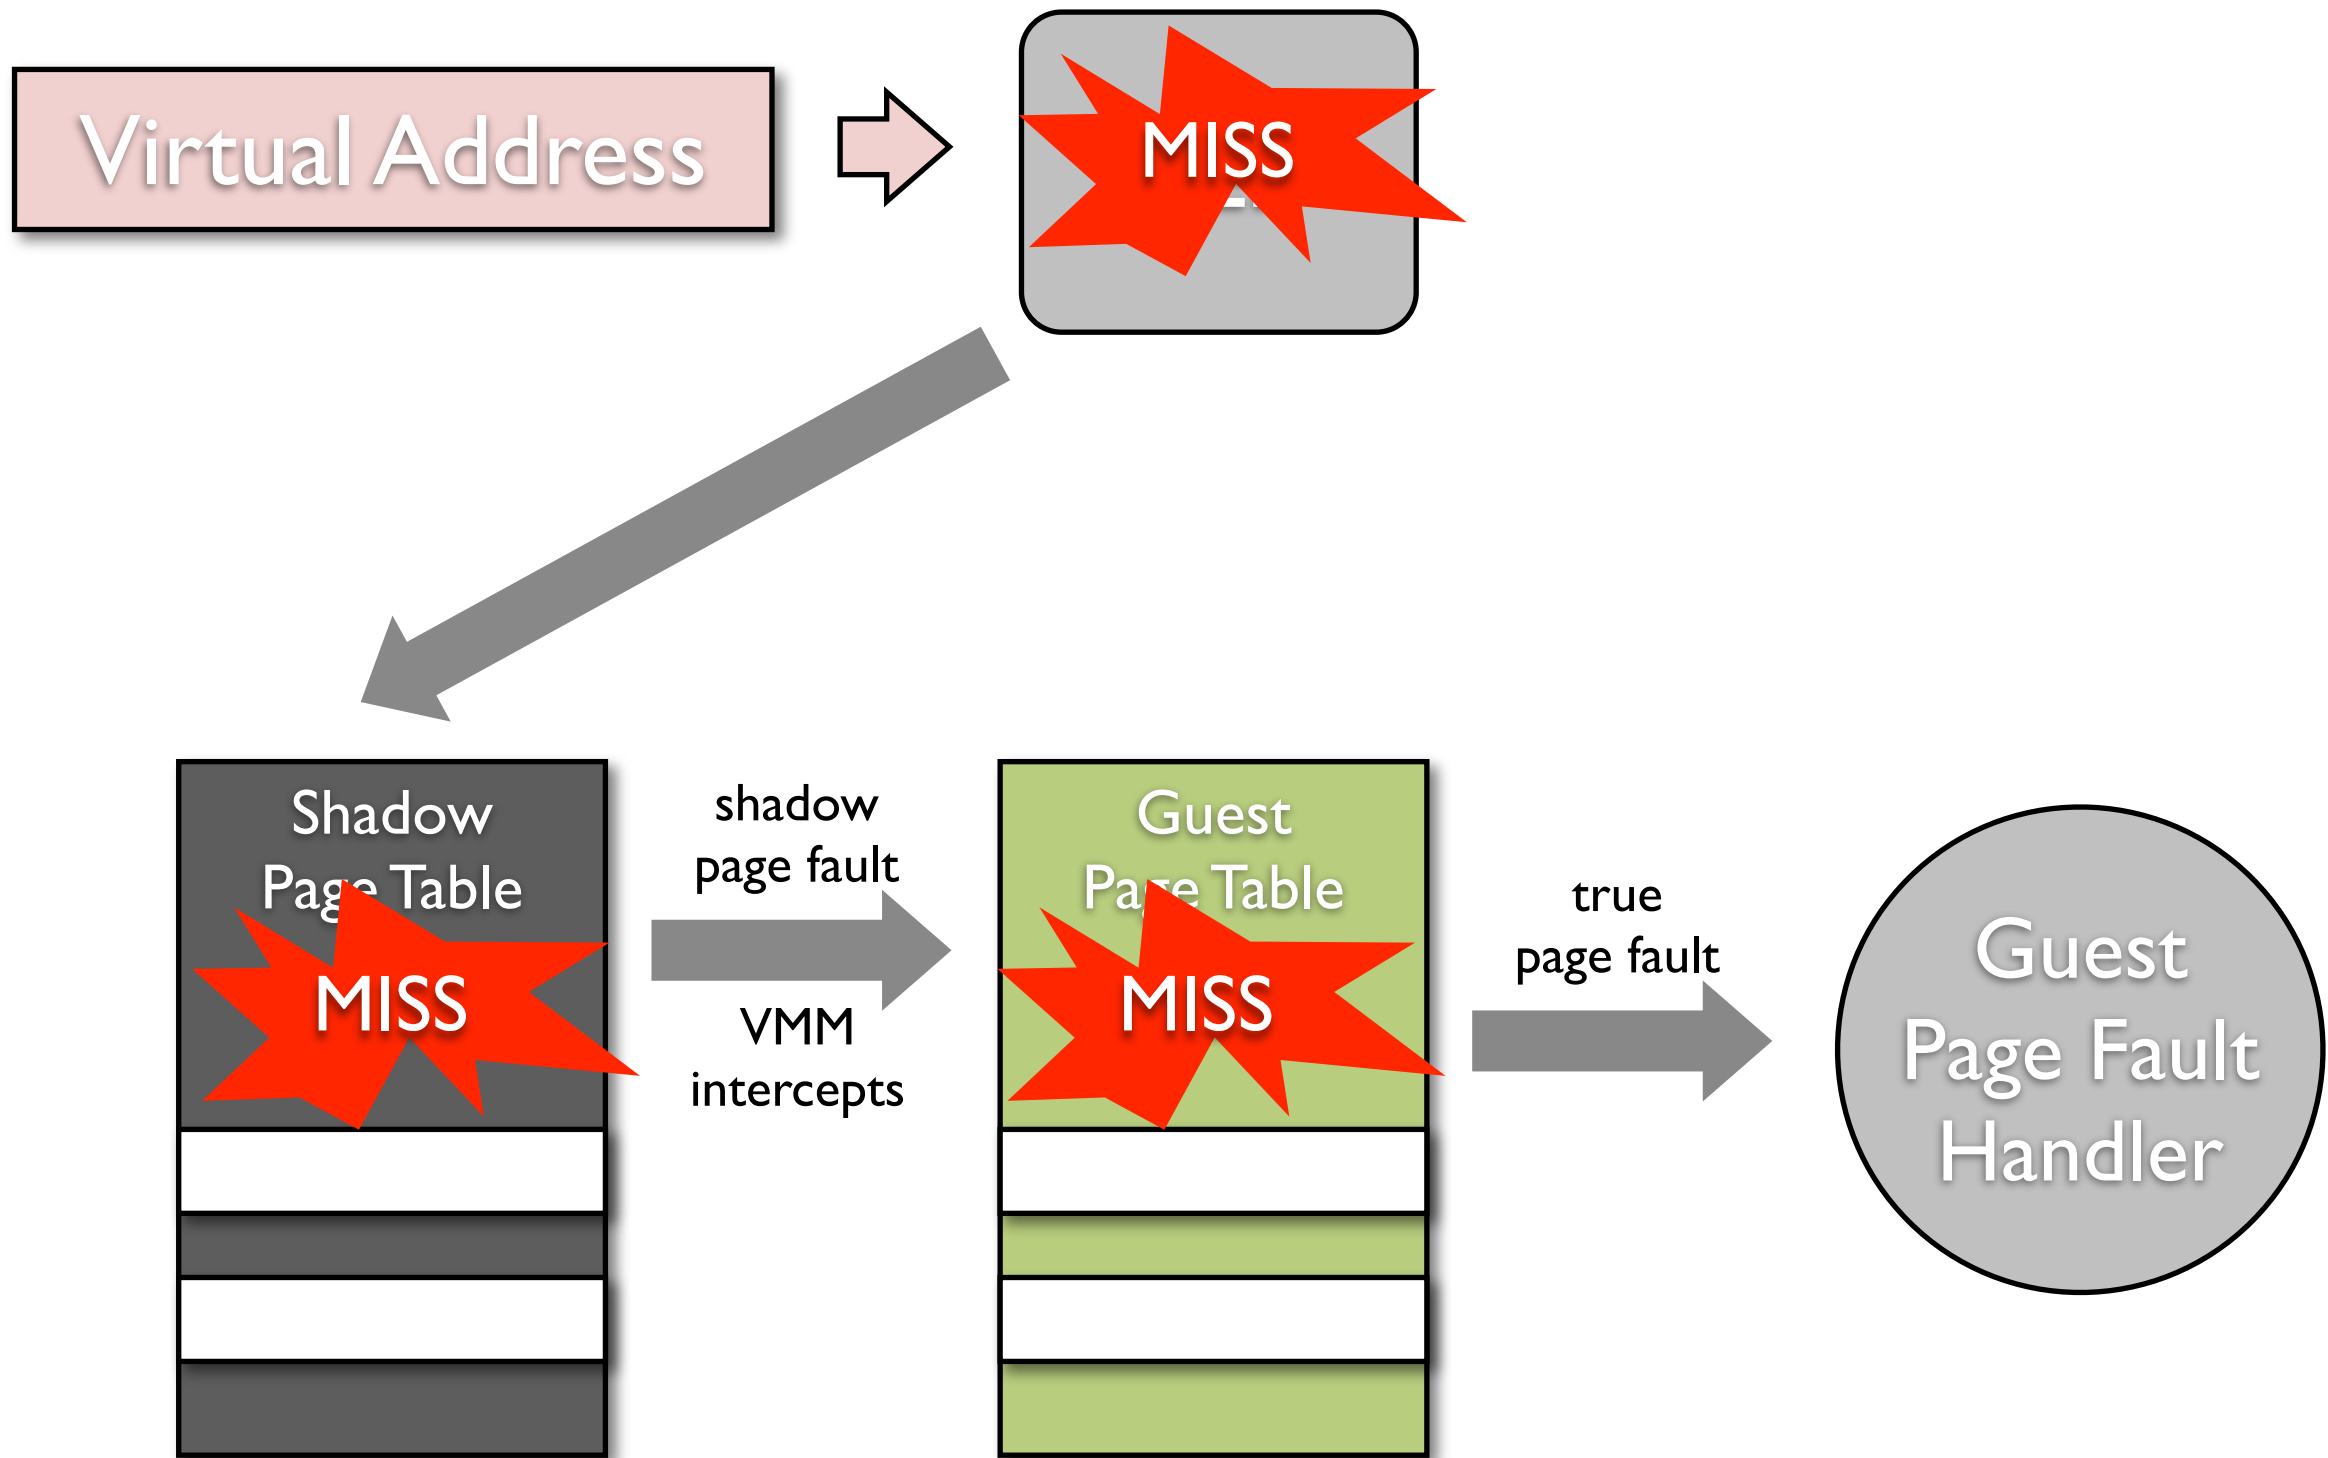 Virtual Address
MISS
Shadow
Page Table
MISS
shadow
page fault
VMM
intercepts
Guest
Page Table
MISS
true
page fault
Guest
Page Fault
Handler